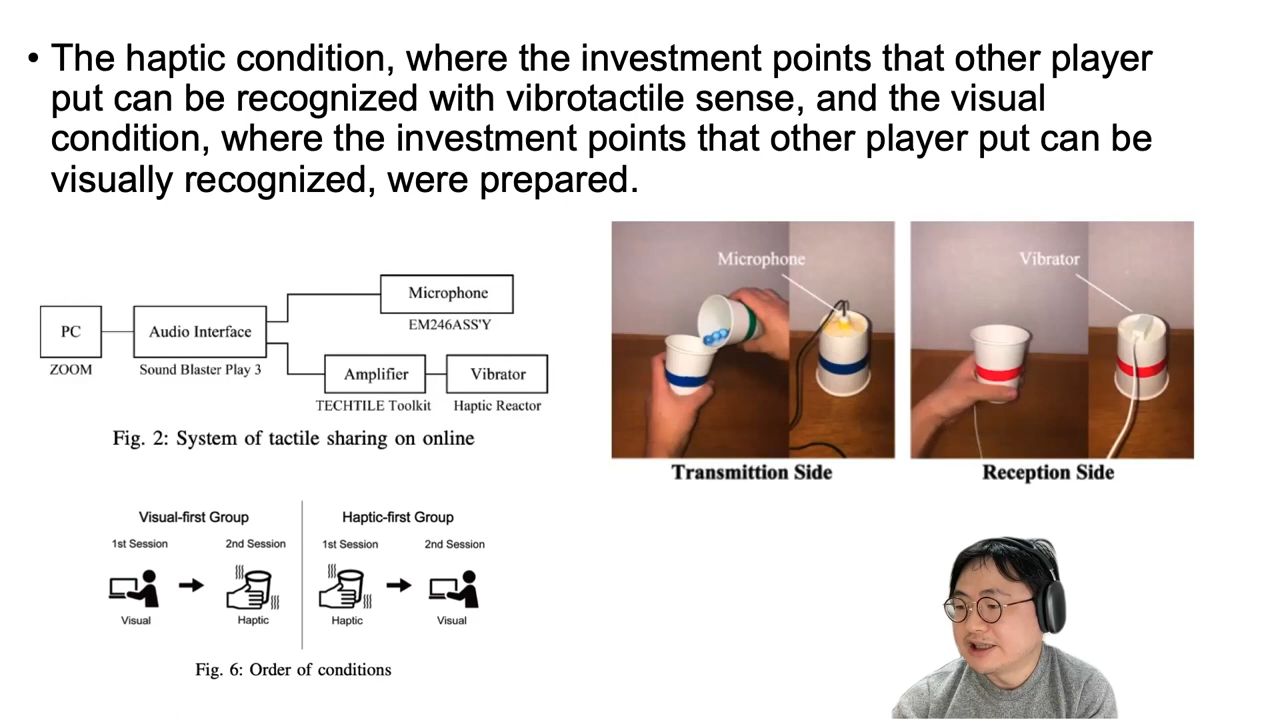 • The haptic condition, where the investment points that other player
put can be recognized with vibrotactile sense, and the visual
condition, where the investment points that other player put can be
visually recognized, were prepared.
PC
ZOOM
Audio Interface
Sound Blaster Play 3
Microphone
EM246ASS'Y
Amplifier
TECHTILE Toolkit
Vibrator
Haptic Reactor
Fig. 2: System of tactile sharing on online
Microphone
Transmittion Side
Vibrator
Reception Side
Visual-first Group
1st Session
2nd Session
Visual
Haptic
Haptic-first Group
1st Session
2nd Session
Haptic
Visual
Fig. 6: Order of conditions